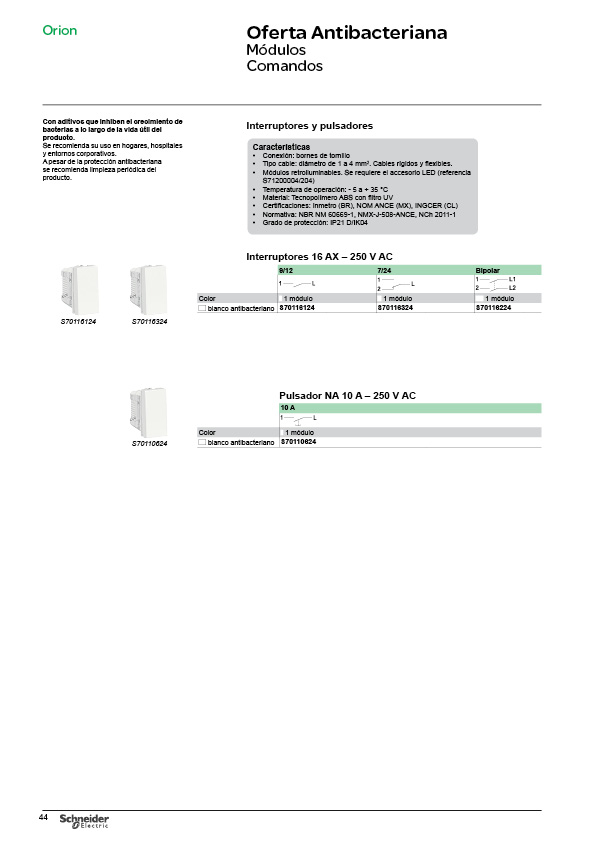 Orion
Oferta Antibacteriana
Módulos
Comandos
Con aditivos que inhiben el crecimiento de
bacterias a lo largo de la vida útil del
producto.
Se recomienda su uso en hogares, hospitales
y entornos corporativos.
A pesar de la protección antibacteriana
se recomienda limpieza periódica del
producto.
Interruptores y pulsadores
Características
• Conexión: bornes de tornillo
• Tipo cable: diámetro de 1 a 4 mm². Cables rígidos y flexibles.
• Módulos retroiluminables. Se requiere el accesorio LED (referencia
S71200004/204)
• Temperatura de operación: - 5 a + 35 °C
• Material: Tecnopolímero ABS con filtro UV
• Certificaciones: Inmetro (BR), NOM ANCE (MX), INGCER (CL)
• Normativa: NBR NM 60669-1, NMX-J-508-ANCE, NCh 2011-1
• Grado de protección: IP21 D/IK04
Interruptores 16 AX – 250 V AC
9/12 7/24 Bipolar
1 L 1 2 L 1 L1
2 L2
Color 1 módulo 1 módulo 1 módulo
blanco antibacteriano S70116124 S70116324 S70116224
S70116124 S70116324
Pulsador NA 10 A – 250 V AC
10 A
1 L
Color 1 módulo
blanco antibacteriano S70110624
S70110624
44 Schneider
Electric